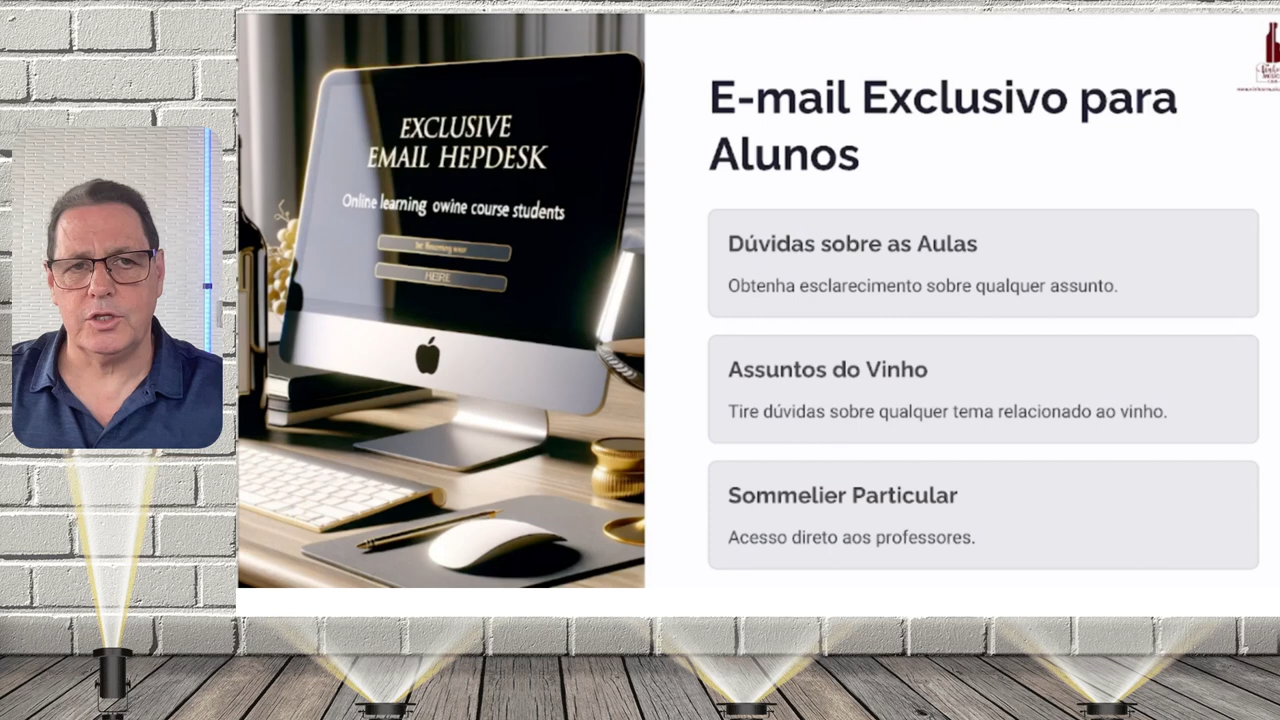 EXCLUSIVE
EMAIL HEPDESK
Online learning owine course students
HERE
E-mail Exclusivo para
Alunos
Dúvidas sobre as Aulas
Obtenha esclarecimento sobre qualquer assunto.
Assuntos do Vinho
Tire dúvidas sobre qualquer tema relacionado ao vinho.
Sommelier Particular
Acesso direto aos professores.